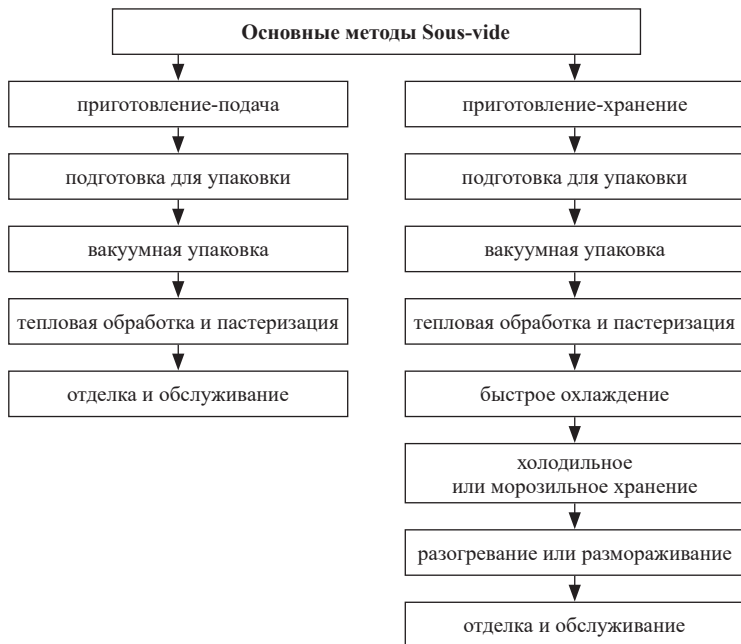 Основные методы Sous-vide
приготовление-подача
подготовка для упаковки
вакуумная упаковка
тепловая обработка и пастеризация
отделка и обслуживание
приготовление-хранение
подготовка для упаковки
вакуумная упаковка
тепловая обработка и пастеризация
быстрое охлаждение
холодильное
или морозильное хранение
разогревание или размораживание
отделка и обслуживание